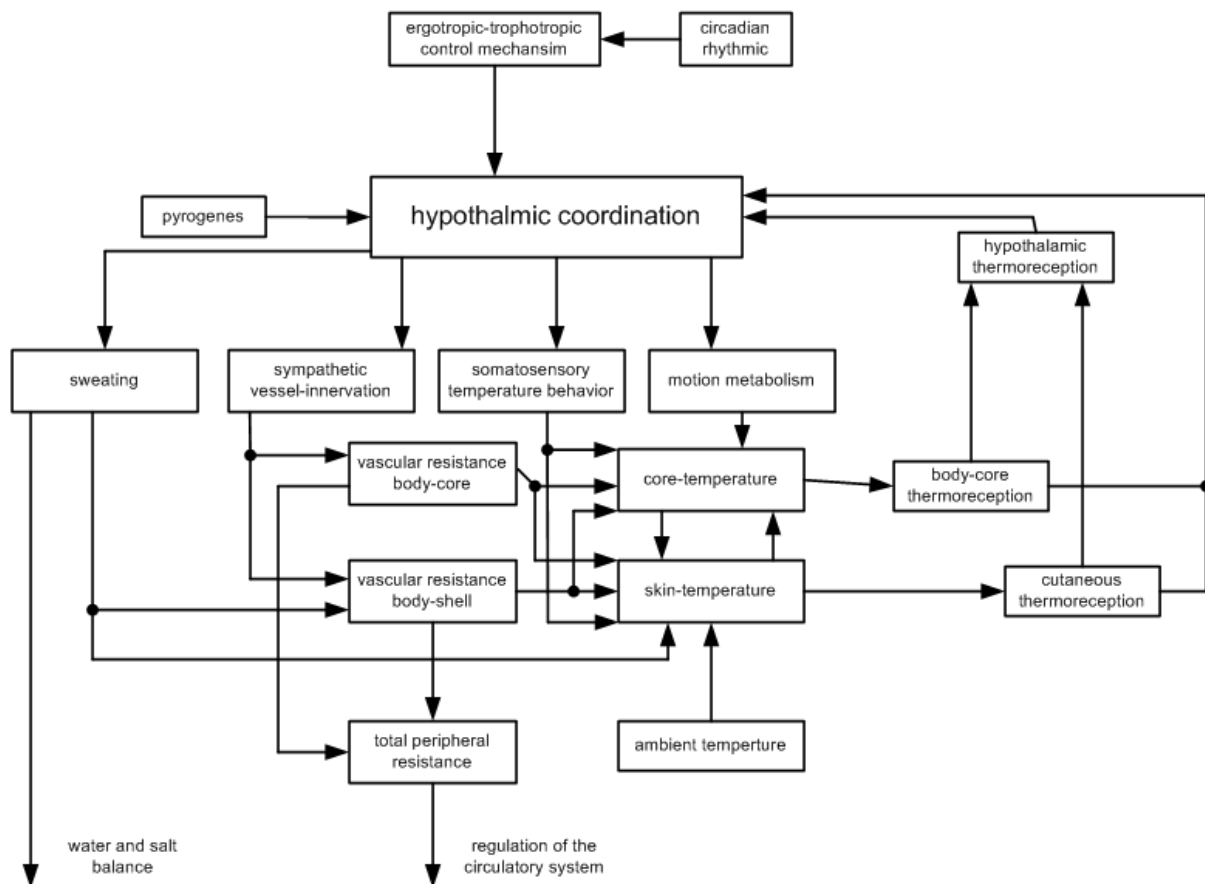 ergotropic-trophotropic
control mechansim
circadian
rhythmic
pyrogenes
hypothalmic coordination
hypothalamic
thermoreception
sweating
sympathetic
vessel-innervation
somatosensory
temperature behavior
motion metabolism
vascular resistance
body-core
core-temperature
body-core
thermoreception
vascular resistance
body-shell
skin-temperature
cutaneous
thermoreception
total peripheral
resistance
ambient temperture
water and salt
balance
regulation of the
circulatory system